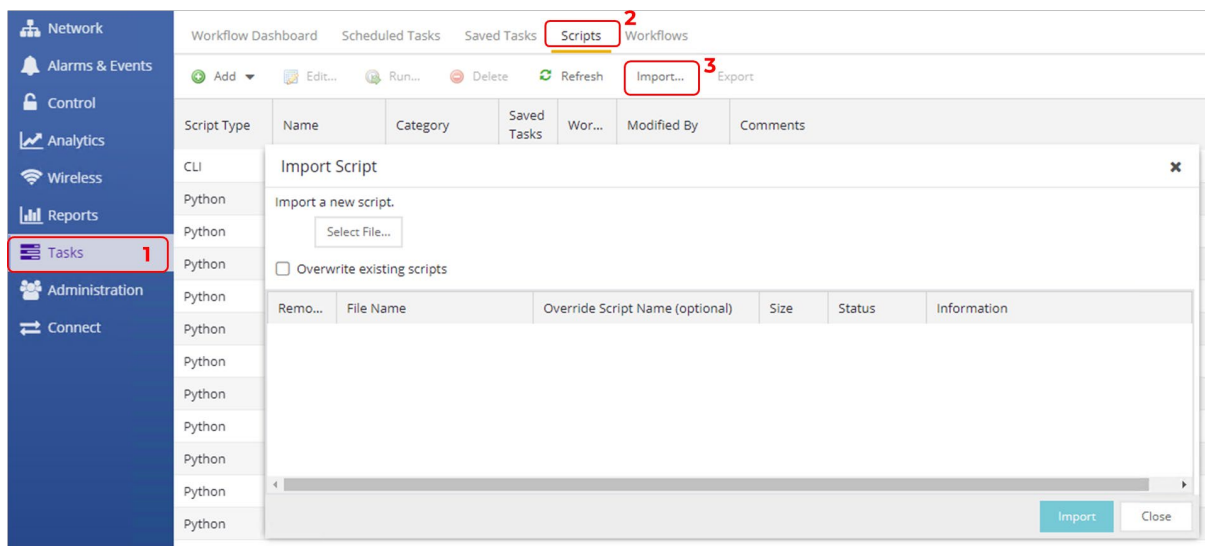 Network
Alarms & Events
Control
Analytics
Wireless
Reports
Tasks 1
Administration
Connect
2
Workflow Dashboard Scheduled Tasks Saved Tasks Scripts Workflows
Add Edit... Run... Delete Refresh Import... 3 Export
Script Type Name Category Saved Tasks Wor... Modified By Comments
CLI
Python
Python
Python
Python
Python
Python
Python
Python
Python
Python
Python
Import Script
Import a new script.
Select File...
Overwrite existing scripts
Remo... File Name Override Script Name (optional) Size Status Information
Import Close